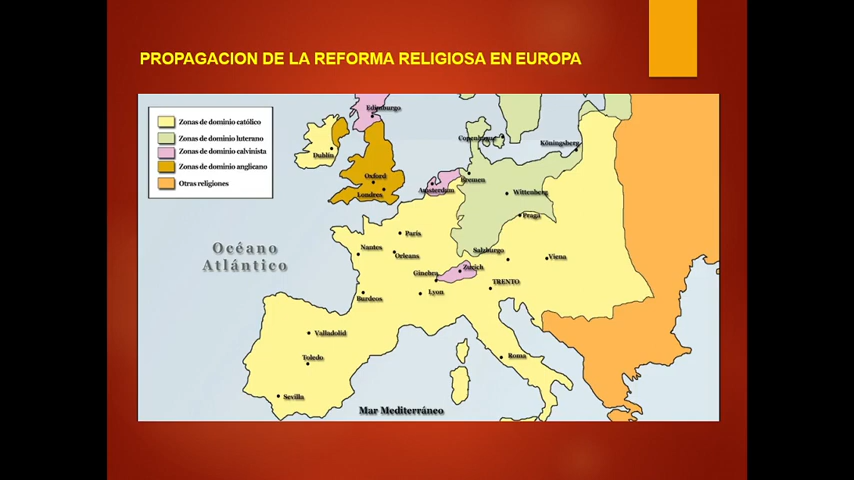 PROPAGACION DE LA REFORMA RELIGIOSA EN EUROPA
Zonas de dominio católico
Zonas de dominio luterano
Zonas de dominio calvinista
Zonas de dominio anglicano
Otras religiones
Edimburgo
Dublín
Copenhague
Köningsberg
Oxford
Londres
Amsterdam
Bremen
Wittenberg
Praga
París
Nantes
Orleans
Salzburgo
Viena
Océano
Atlántico
Ginebra
Zurich
TRENTO
Lyon
Burdeos
Valladolid
Toledo
Roma
Sevilla
Mar Mediterráneo